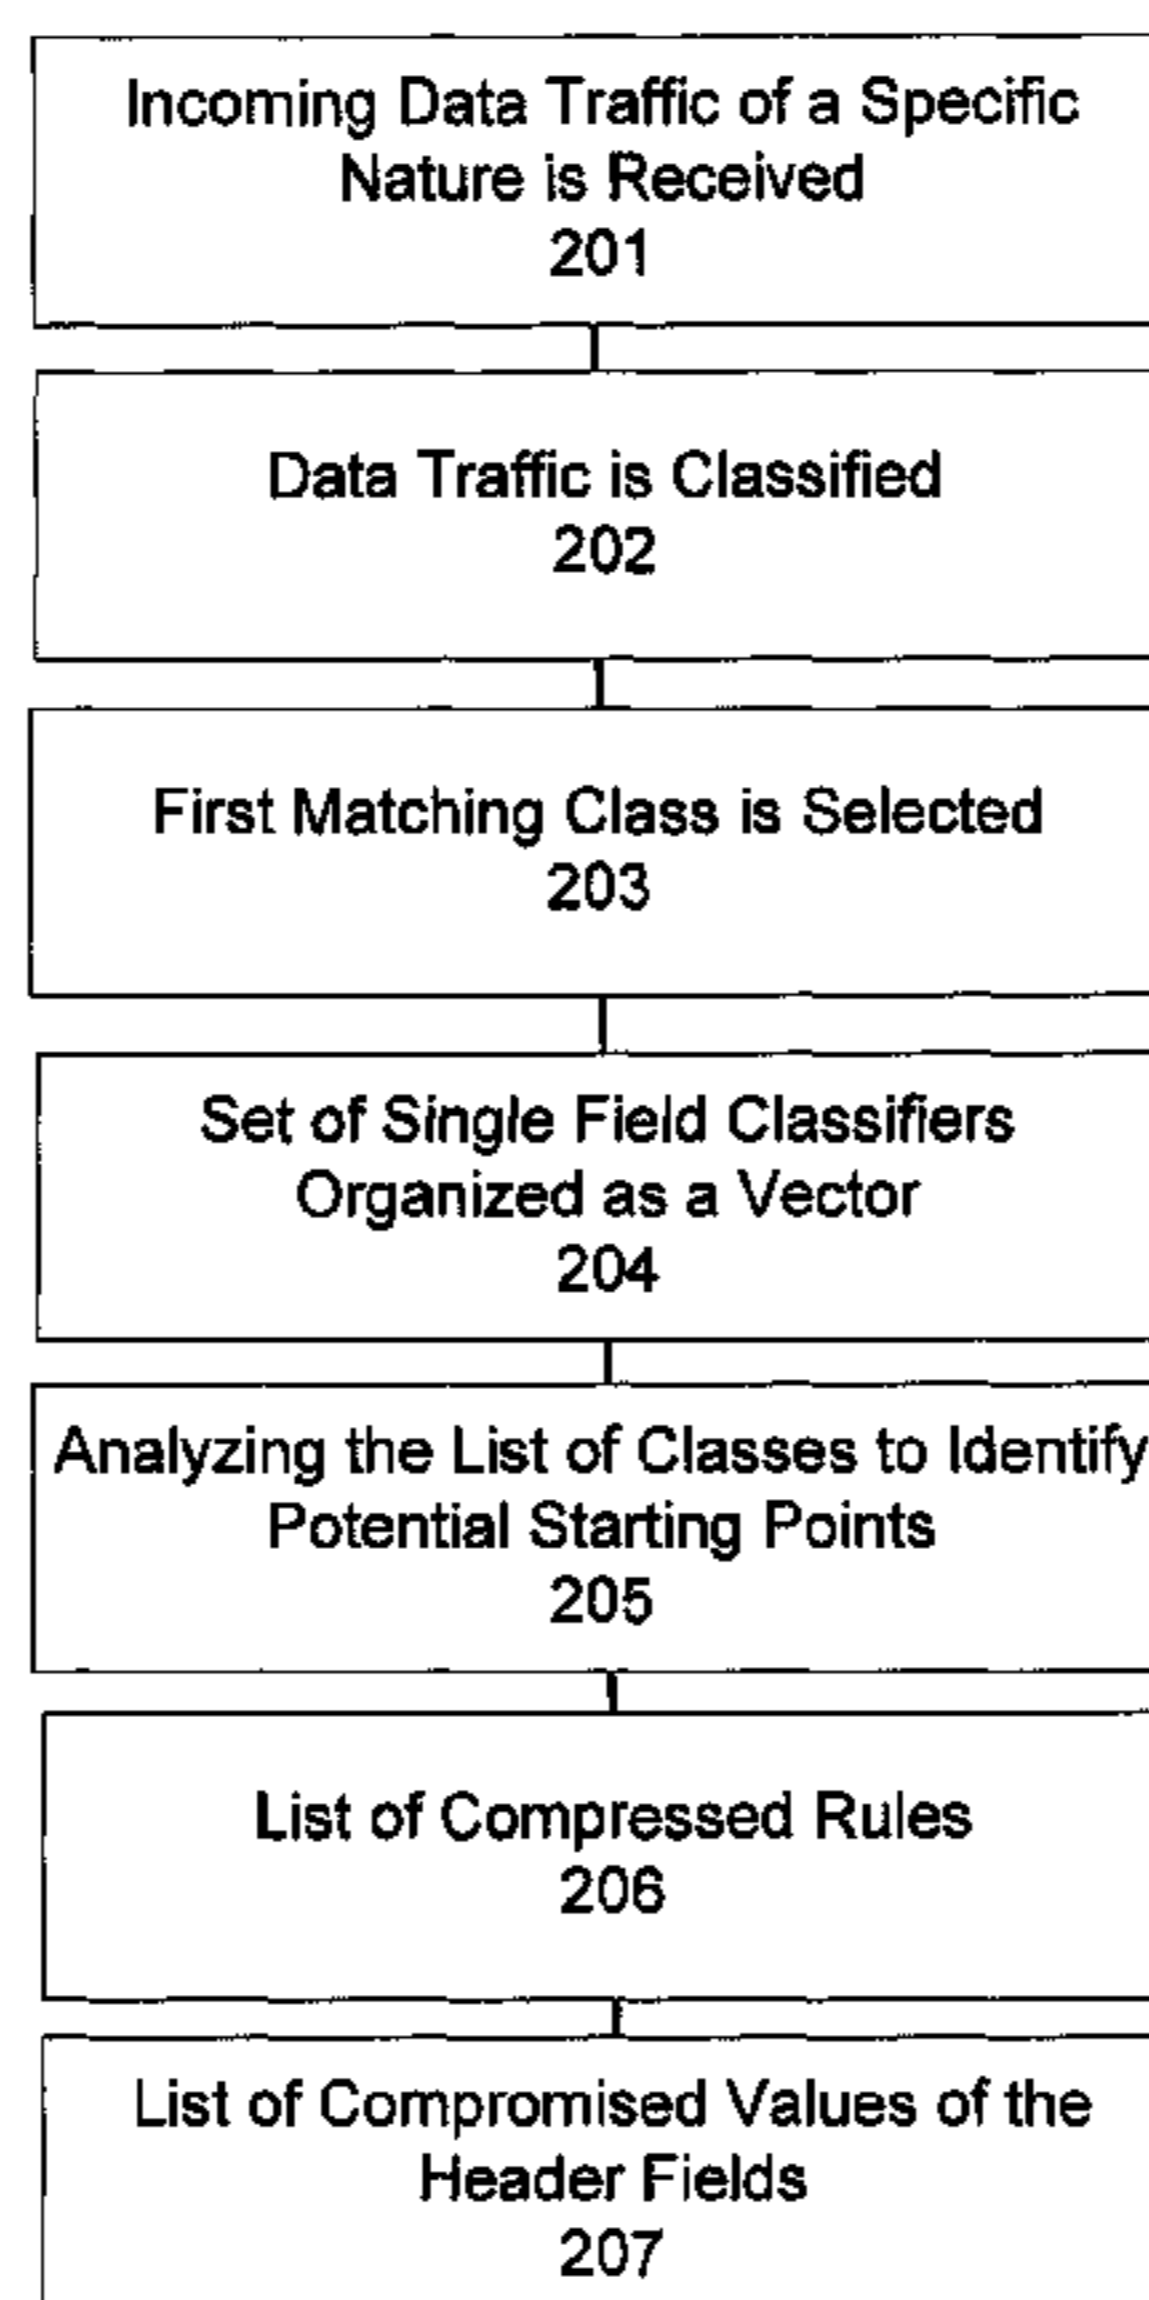 Incoming Data Traffic of a Specific
Nature is Received
201
Data Traffic is Classified
202
First Matching Class is Selected
203
Set of Single Field Classifiers
Organized as a Vector
204
Analyzing the List of Classes to Identify
Potential Starting Points
205
List of Compressed Rules
206
List of Compromised Values of the
Header Fields
207